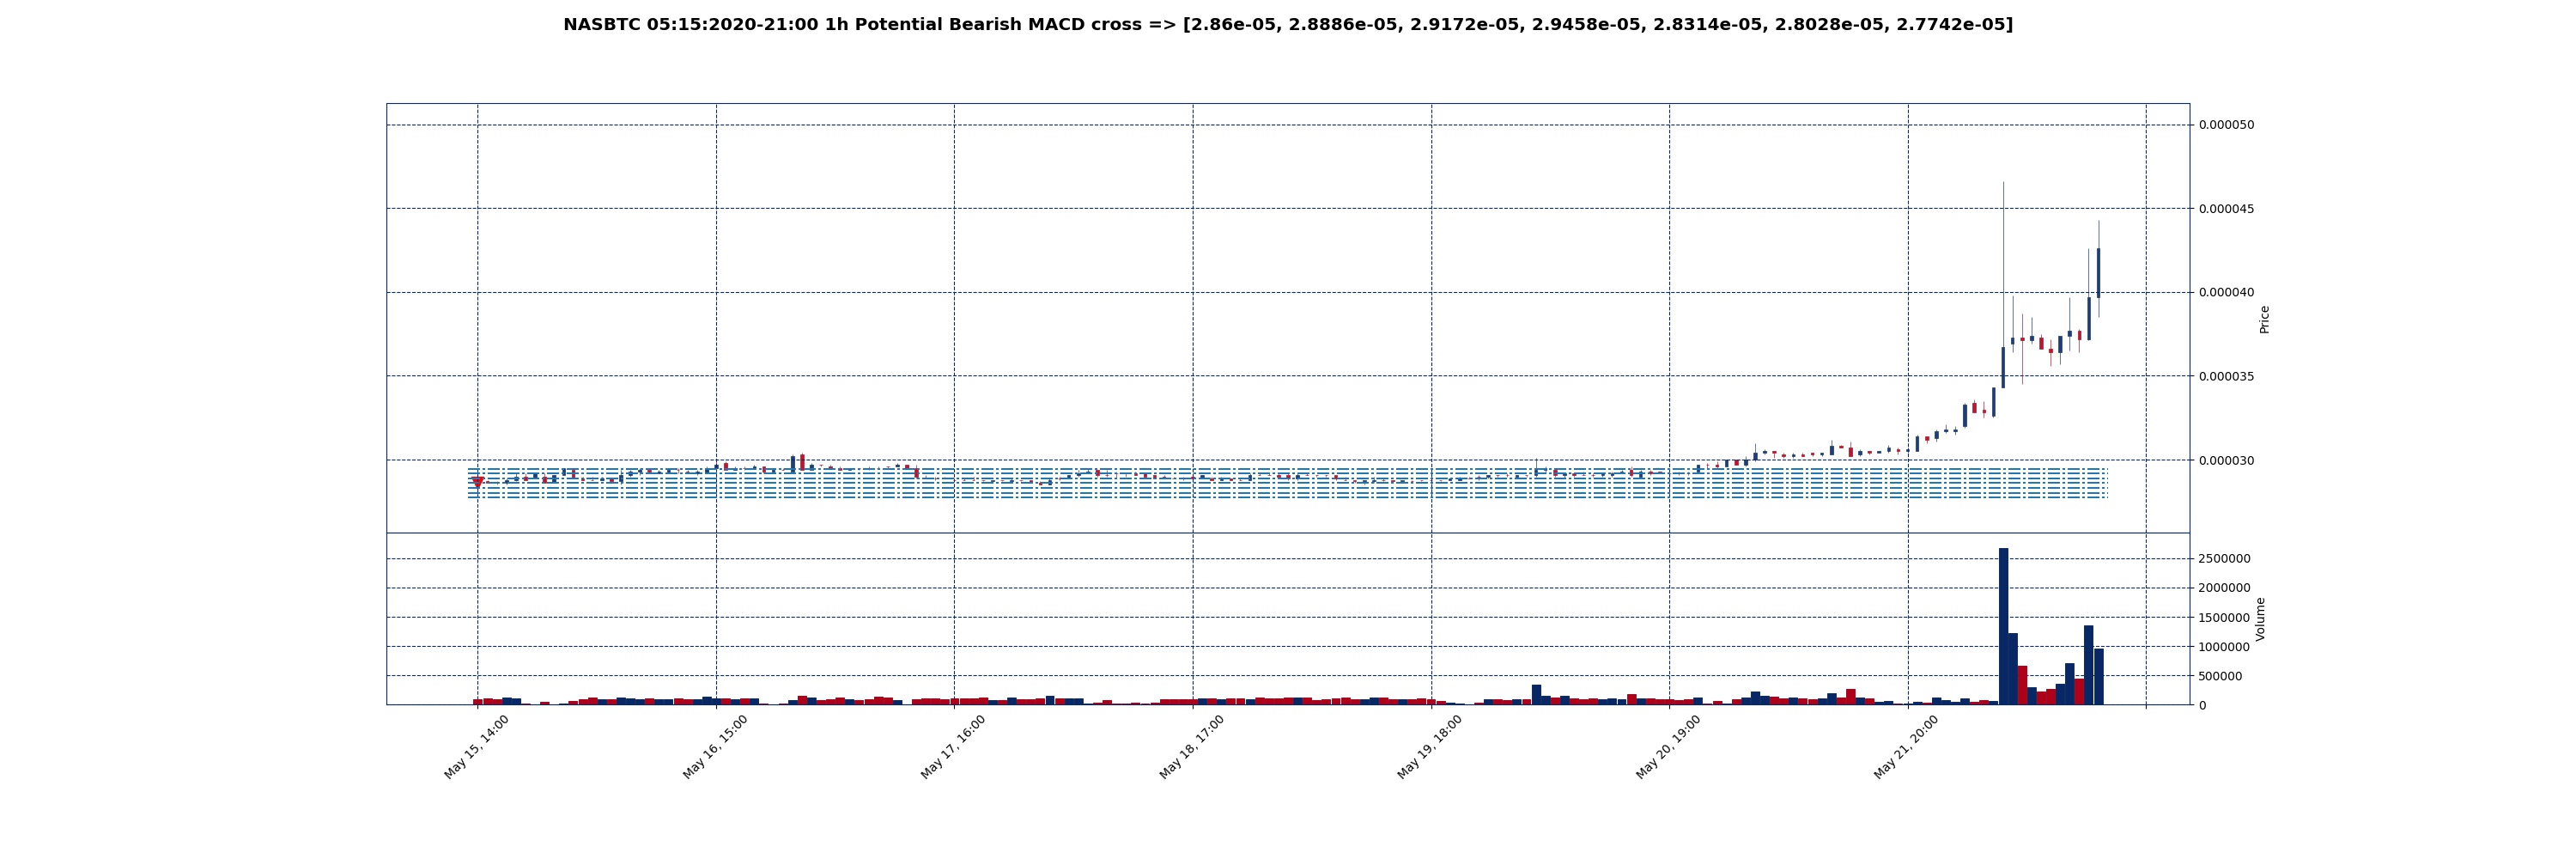 NASBTC 05:15:2020-21:00 1h Potential Bearish MACD cross => [2.86e-05, 2.8886e-05, 2.9172e-05, 2.9458e-05, 2.8314e-05, 2.8028e-05, 2.7742e-05]
0.000050
0.000045
0.000040
0.000035
0.000030
Price
2500000
2000000
1500000
1000000
500000
0
Volume
May 15, 14:00
May 16, 15:00
May 17, 16:00
May 18, 17:00
May 19, 18:00
May 20, 19:00
May 21, 20:00